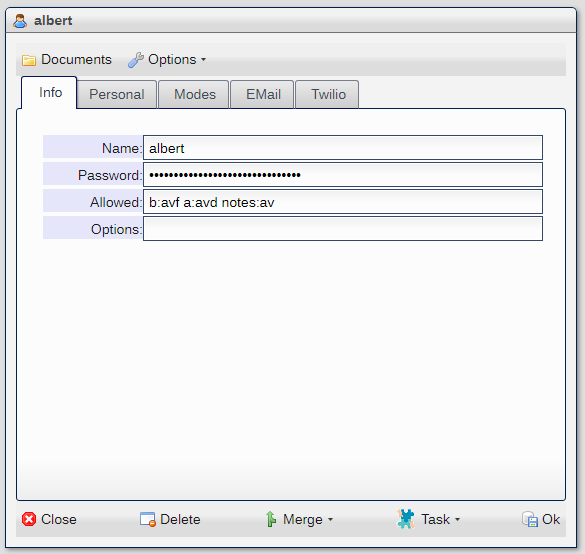 albert
Documents Options
Info Personal Modes EMail Twilio
Name: albert
Password: •••••••••••••••••••••••••••••••
Allowed: b:avf a:avd notes:av
Options:
Close Delete Merge Task Ok